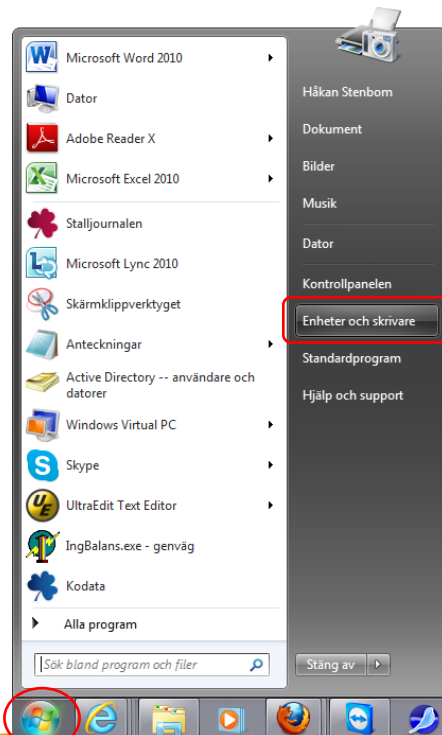 Microsoft Word 2010
Dator
Adobe Reader X
Microsoft Excel 2010
Stalljournalen
Microsoft Lync 2010
Skärmklippverktyget
Anteckningar
Active Directory -- användare och
datorer
Windows Virtual PC
Skype
UltraEdit Text Editor
IngBalans.exe - genväg
Kodata
Alla program
Sök bland program och filer
Håkan Stenbom
Dokument
Bilder
Musik
Dator
Kontrollpanelen
Enheter och skrivare
Standardprogram
Hjälp och support
Stäng av